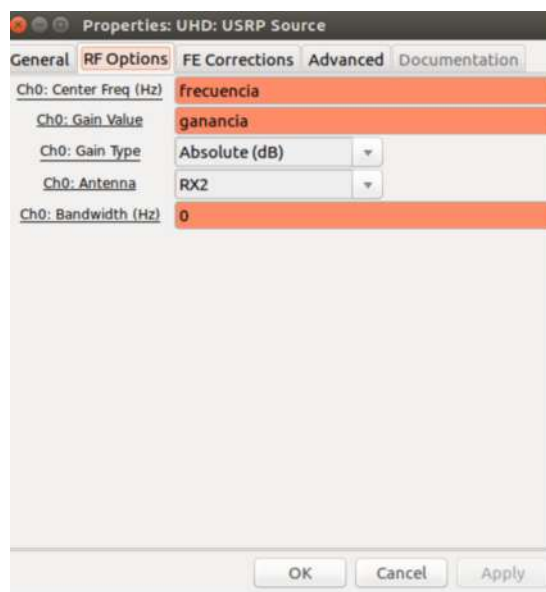 Properties: UHD: USRP Source
General RF Options FE Corrections Advanced Documentation
Ch0: Center Freq (Hz) frecuencia
Ch0: Gain Value ganancia
Ch0: Gain Type Absolute (dB)
Ch0: Antenna RX2
Ch0: Bandwidth (Hz) 0
OK Cancel Apply